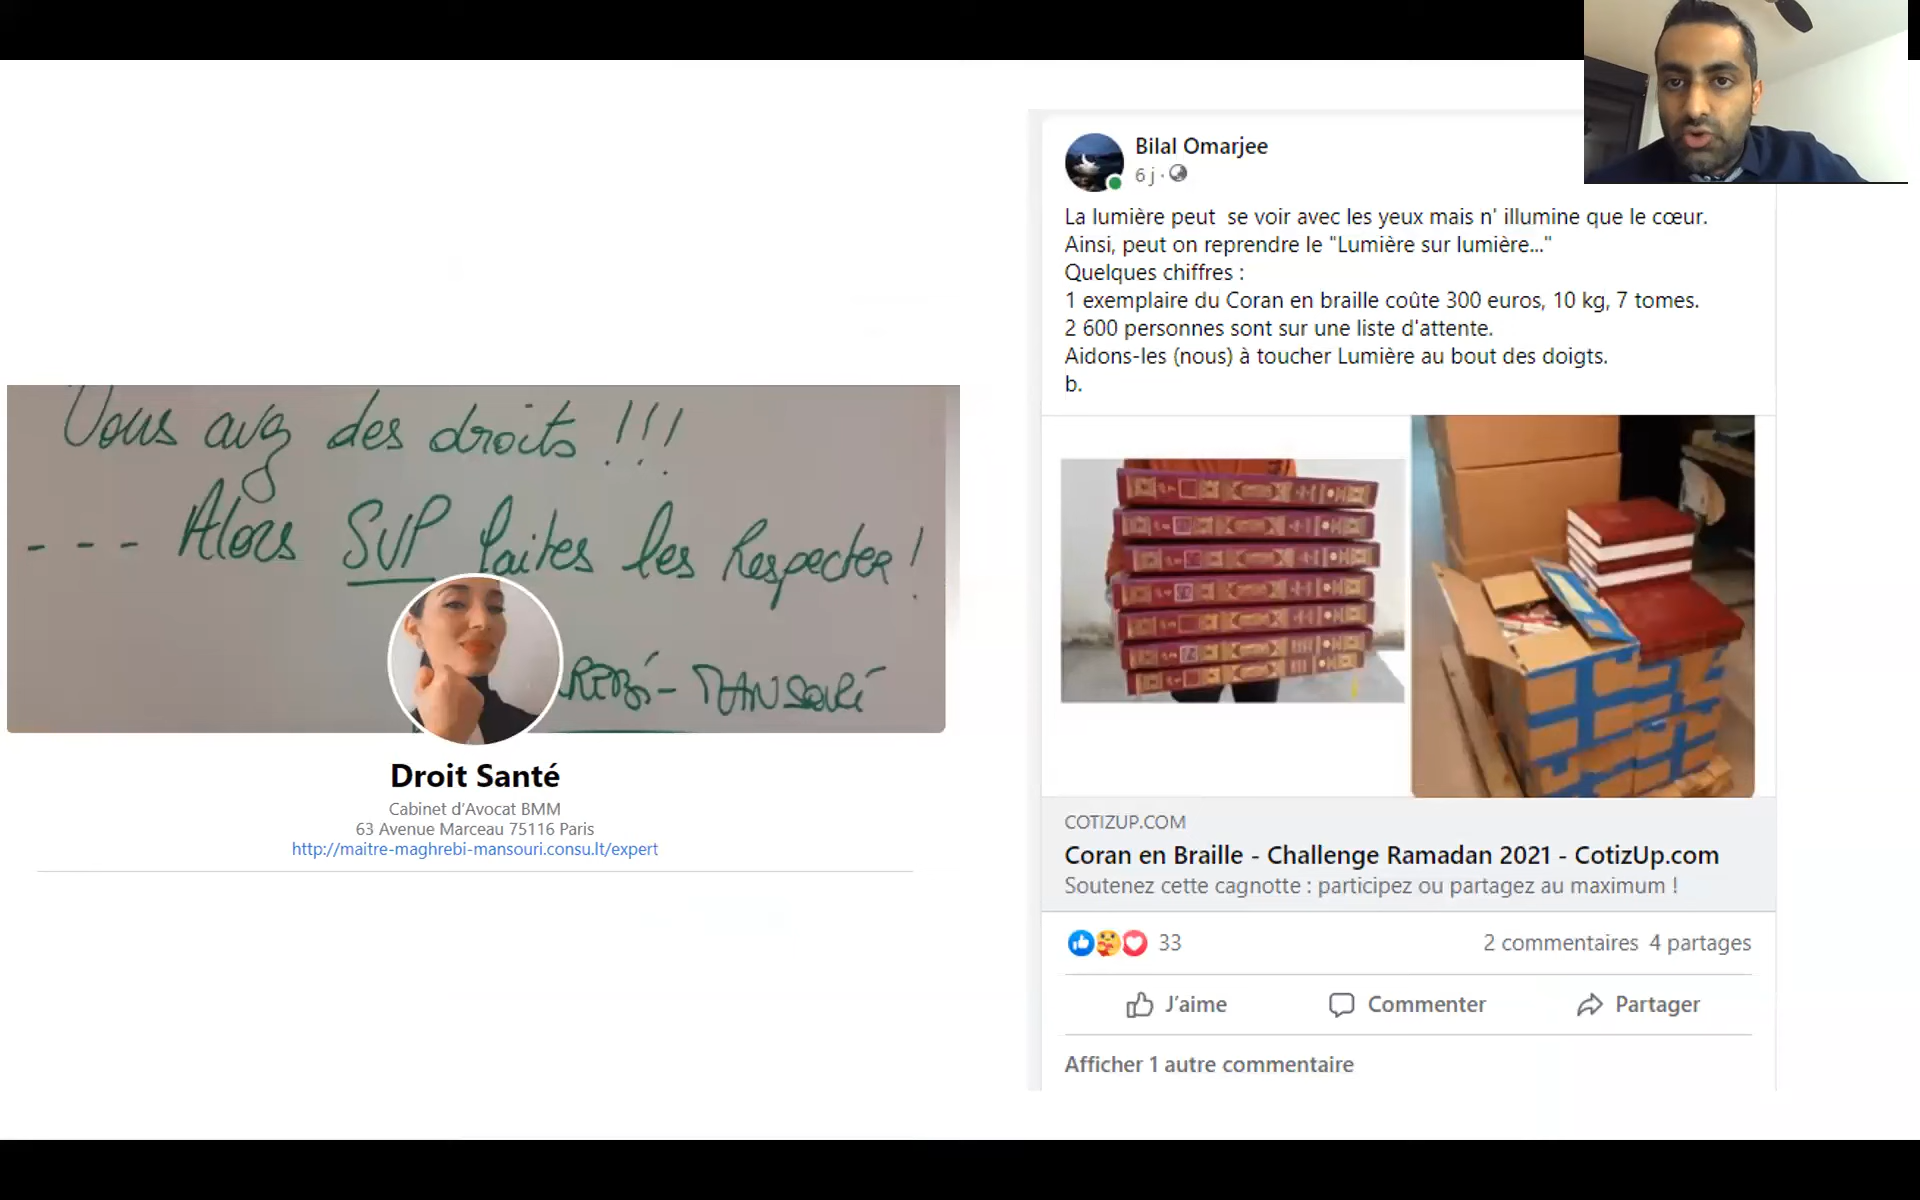 Vous avez des droits !!!
- - - Alors SVP faites les Respecter !
- MANSOURI
Droit Santé
Cabinet d'Avocat BMM
63 Avenue Marceau 75116 Paris
http://maitre-maghrebi-mansouri.consu.lt/expert
Bilal Omarjee
6 j ·
La lumière peut se voir avec les yeux mais n' illumine que le cœur.
Ainsi, peut on reprendre le "Lumière sur lumière..."
Quelques chiffres :
1 exemplaire du Coran en braille coûte 300 euros, 10 kg, 7 tomes.
2 600 personnes sont sur une liste d'attente.
Aidons-les (nous) à toucher Lumière au bout des doigts.
b.
COTIZUP.COM
Coran en Braille - Challenge Ramadan 2021 - CotizUp.com
Soutenez cette cagnotte : participez ou partagez au maximum !
33
2 commentaires 4 partages
J'aime
Commenter
Partager
Afficher 1 autre commentaire